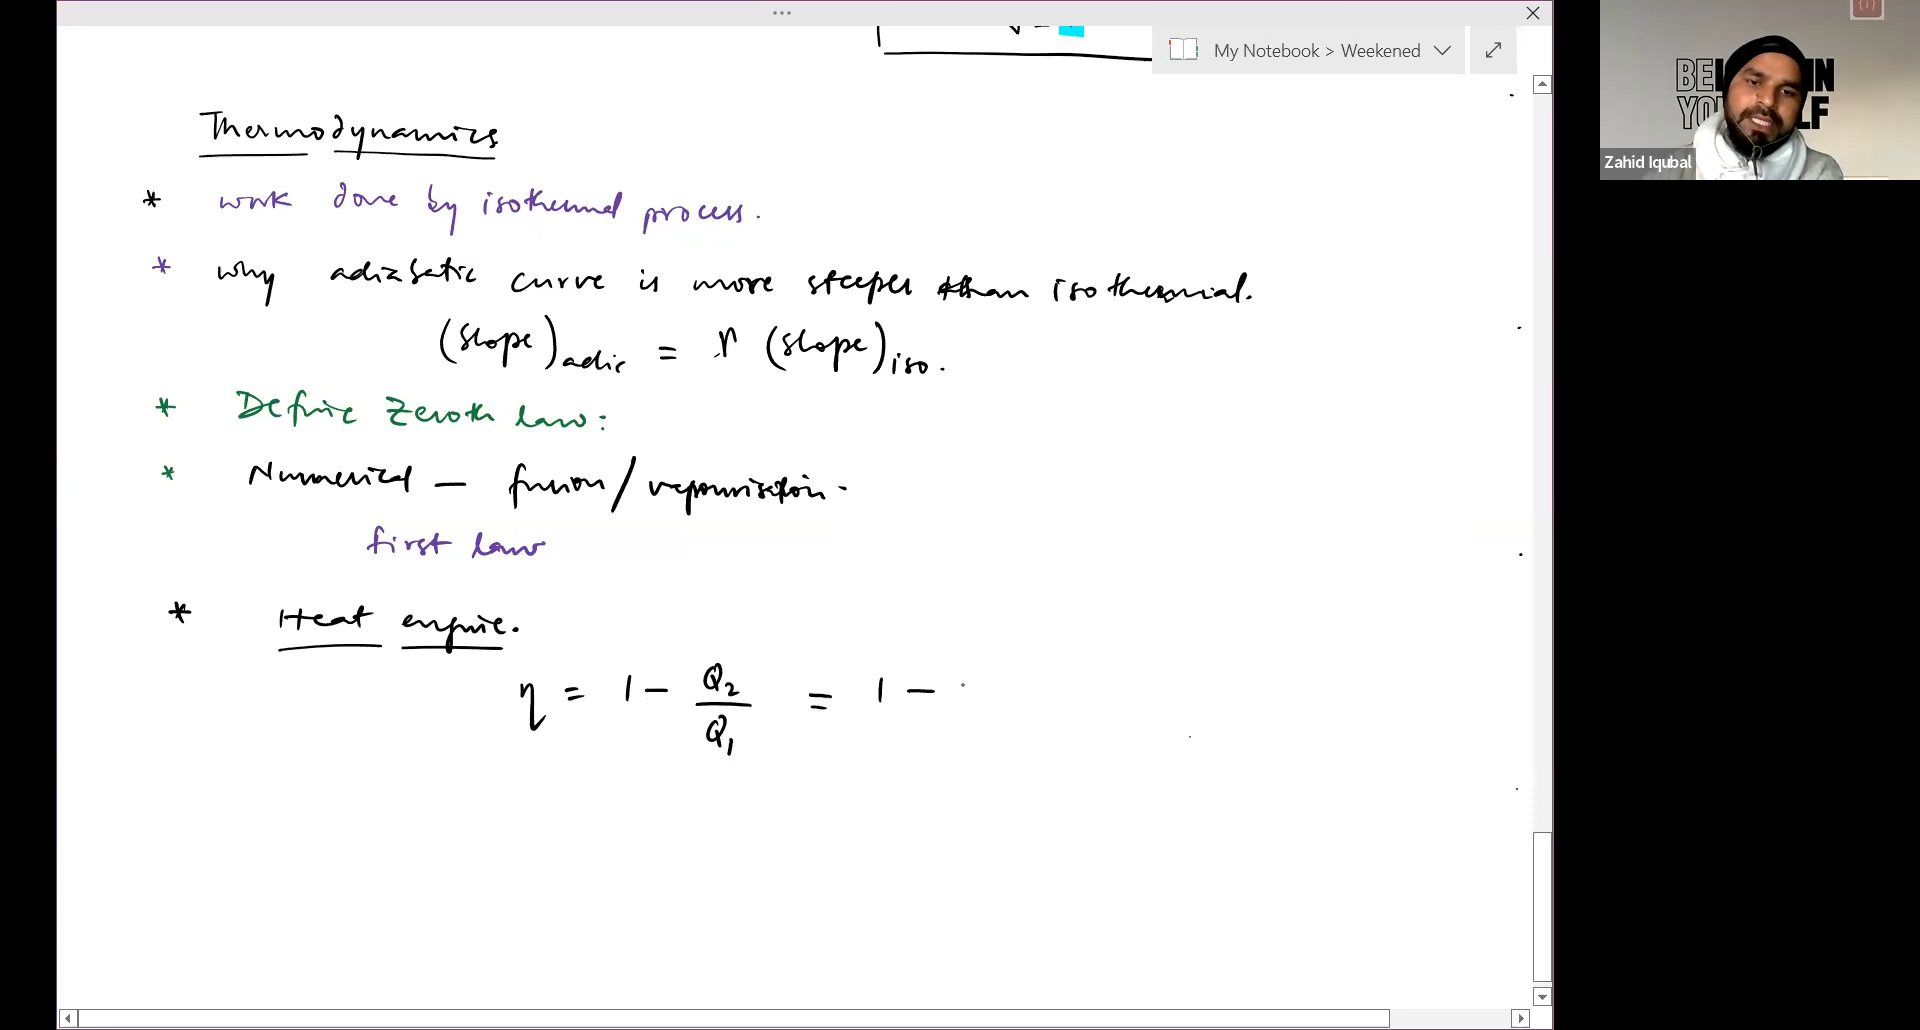 My Notebook > Weekened
Thermodynamics
* work done by isothermal process.
* why adiabatic curve is more steeper than isothermal.
(slope)adia = γ (slope)iso.
* Define Zeroth law:
* Numerical — fusion/vapourisation.
first law
* Heat engine.
η = 1 - Q₂/Q₁ = 1 -
Zahid Iqubal